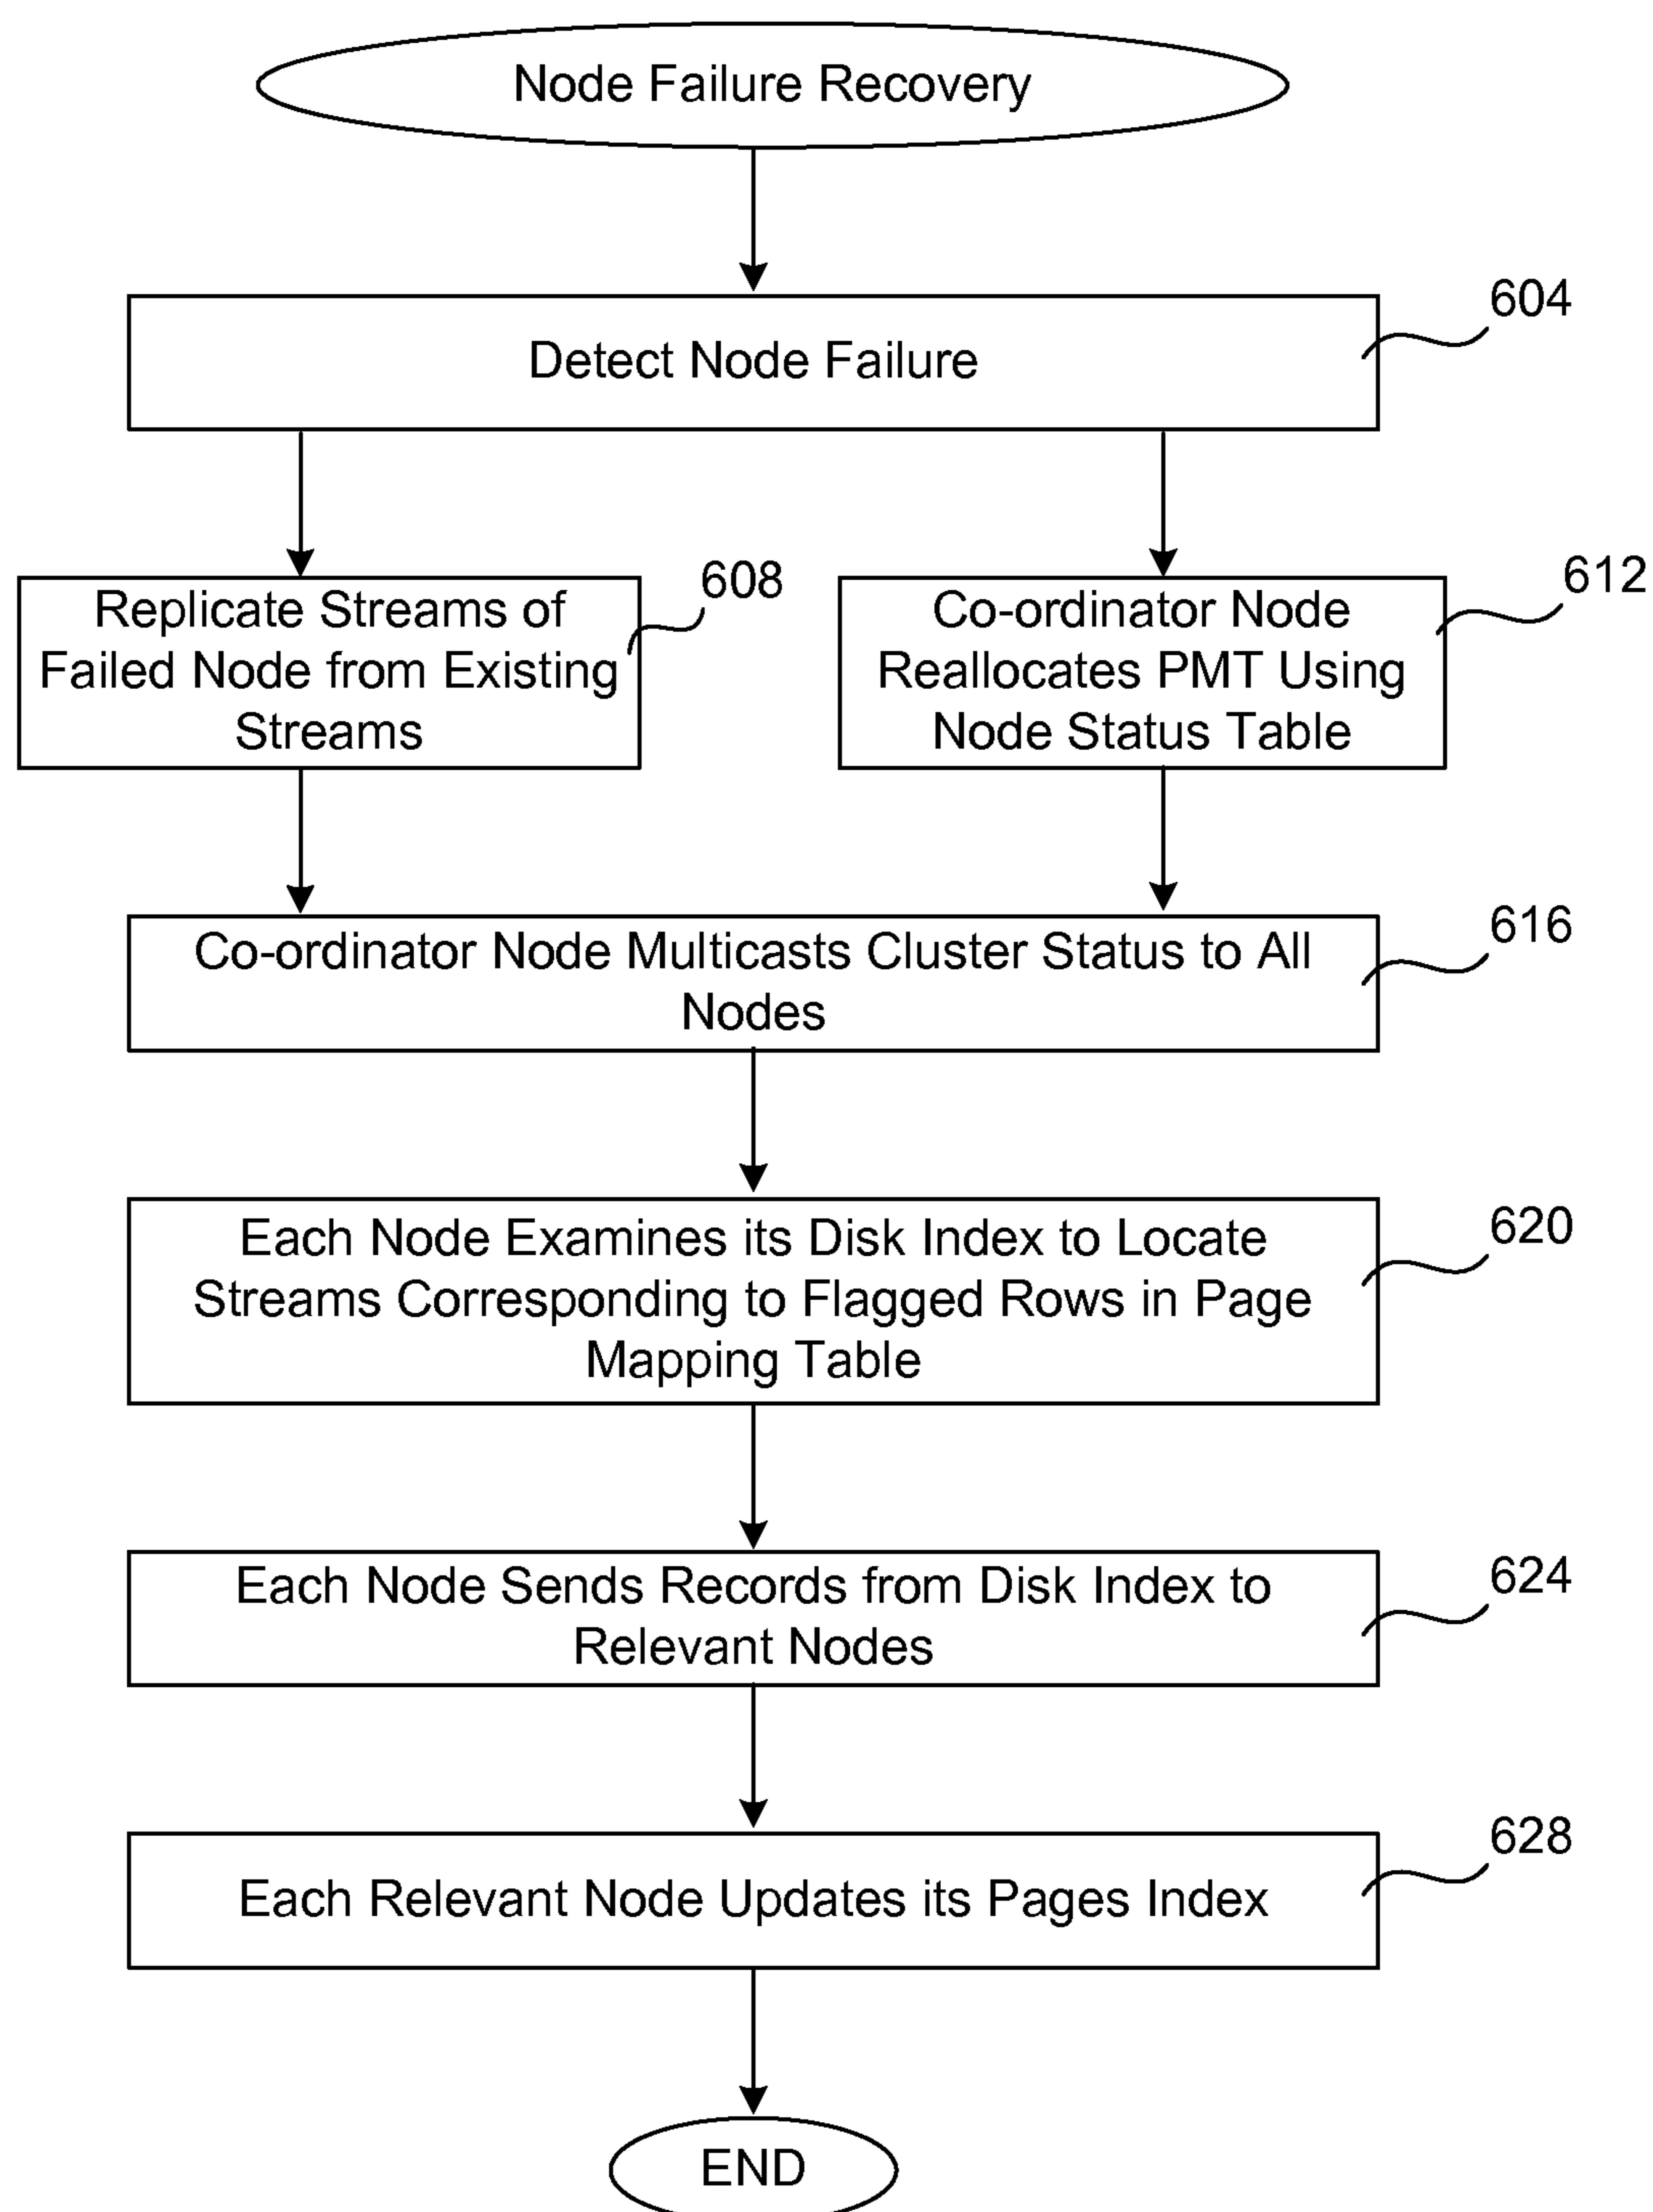 Node Failure Recovery
604
Detect Node Failure
608
Replicate Streams of
Failed Node from Existing
Streams
612
Co-ordinator Node
Reallocates PMT Using
Node Status Table
616
Co-ordinator Node Multicasts Cluster Status to All
Nodes
620
Each Node Examines its Disk Index to Locate
Streams Corresponding to Flagged Rows in Page
Mapping Table
624
Each Node Sends Records from Disk Index to
Relevant Nodes
628
Each Relevant Node Updates its Pages Index
END